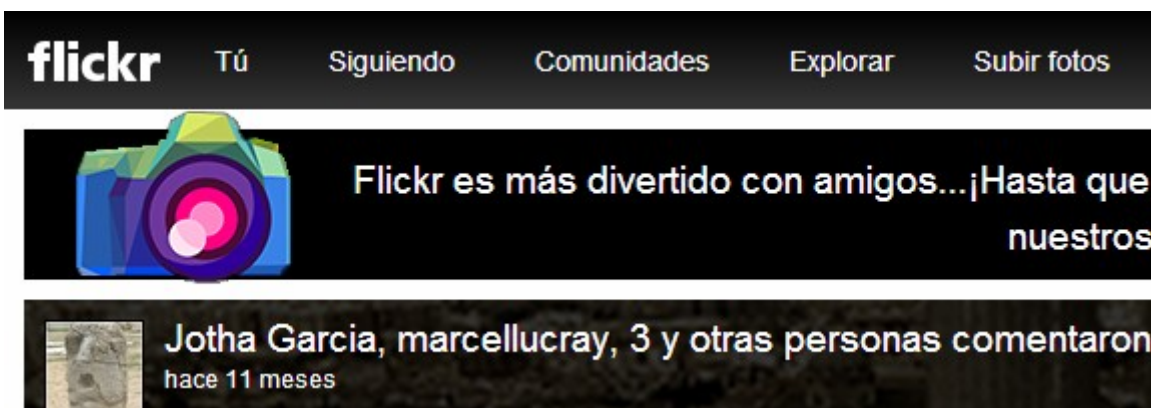 flickr Tú Siguiendo Comunidades Explorar Subir fotos
Flickr es más divertido con amigos...¡Hasta que
nuestros
Jotha Garcia, marcellucray, 3 y otras personas comentaron
hace 11 meses